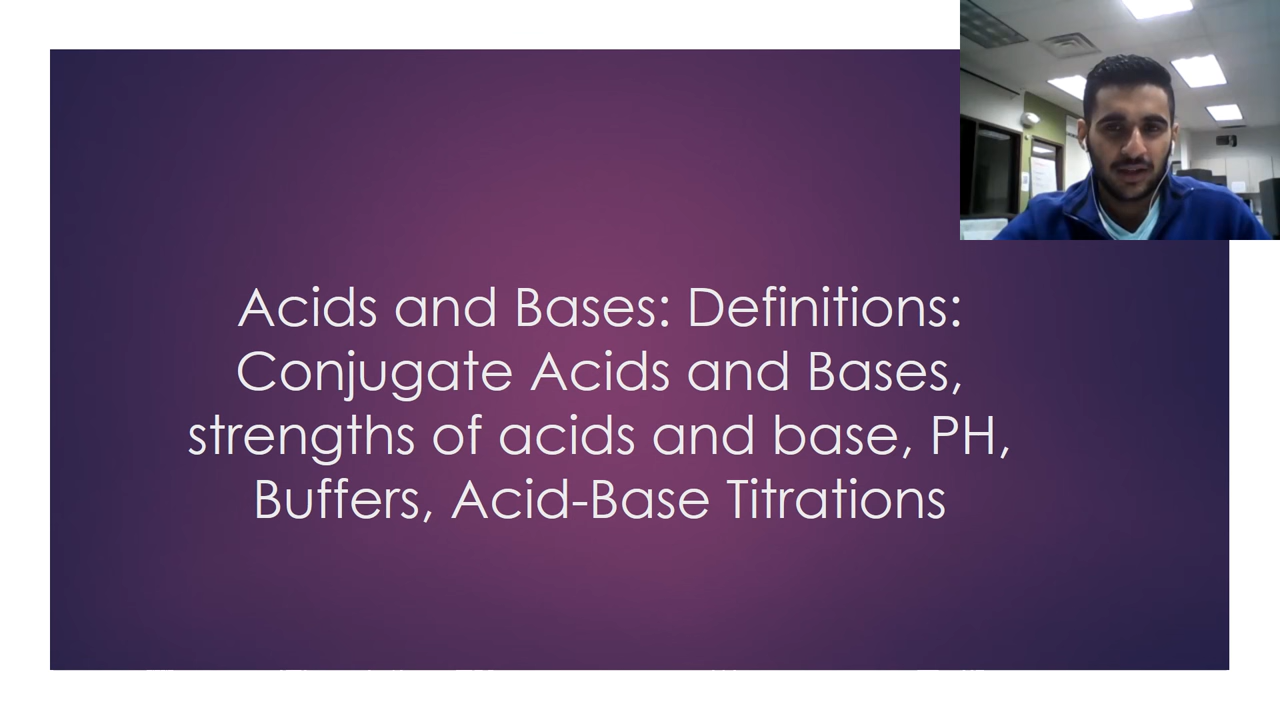 Acids and Bases: Definitions:
Conjugate Acids and Bases,
strengths of acids and base, PH,
Buffers, Acid-Base Titrations